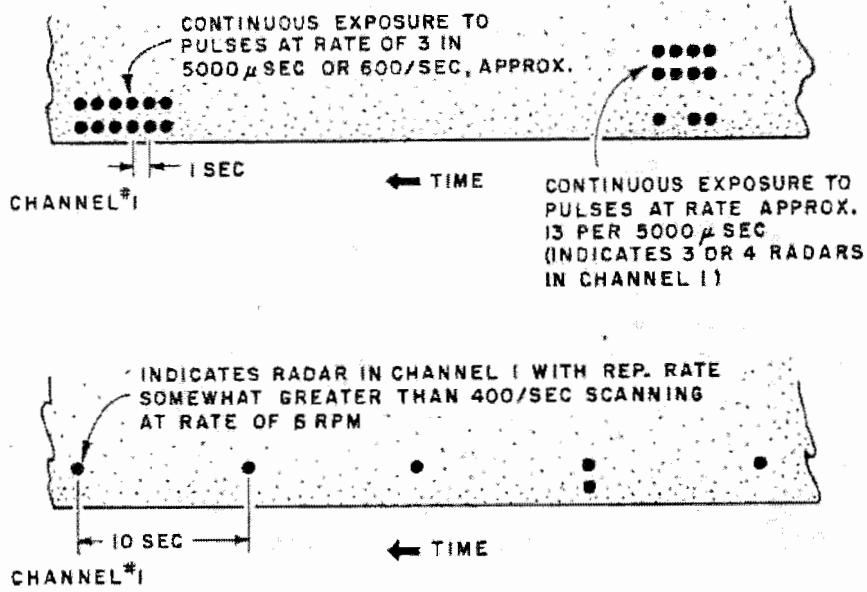 CONTINUOUS EXPOSURE TO
PULSES AT RATE OF 3 IN
5000 µ SEC OR 600/SEC, APPROX.
1 SEC
TIME
CHANNEL #1
CONTINUOUS EXPOSURE TO
PULSES AT RATE APPROX.
13 PER 5000 µ SEC
(INDICATES 3 OR 4 RADARS
IN CHANNEL 1)
INDICATES RADAR IN CHANNEL 1 WITH REP. RATE
SOMEWHAT GREATER THAN 400/SEC SCANNING
AT RATE OF 6 RPM
10 SEC
TIME
CHANNEL #1